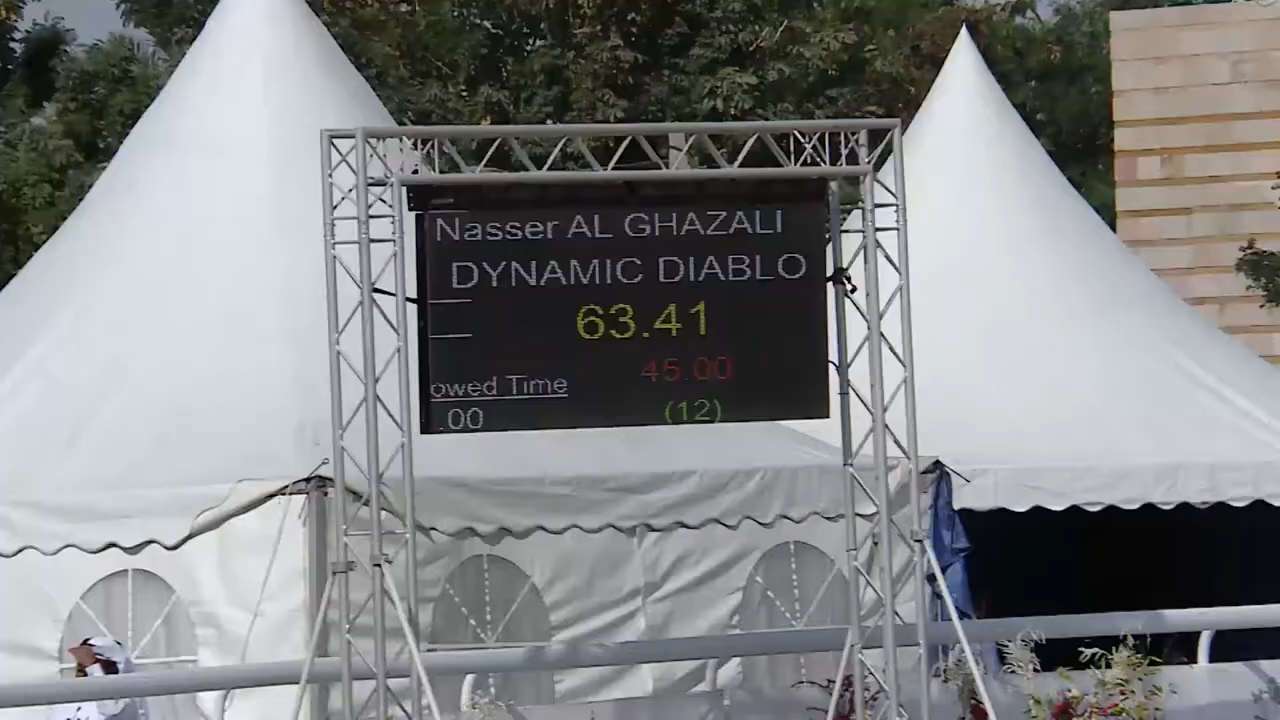 Nasser AL GHAZALI
DYNAMIC DIABLO
63.41
45.00
owed Time
.00
(12)